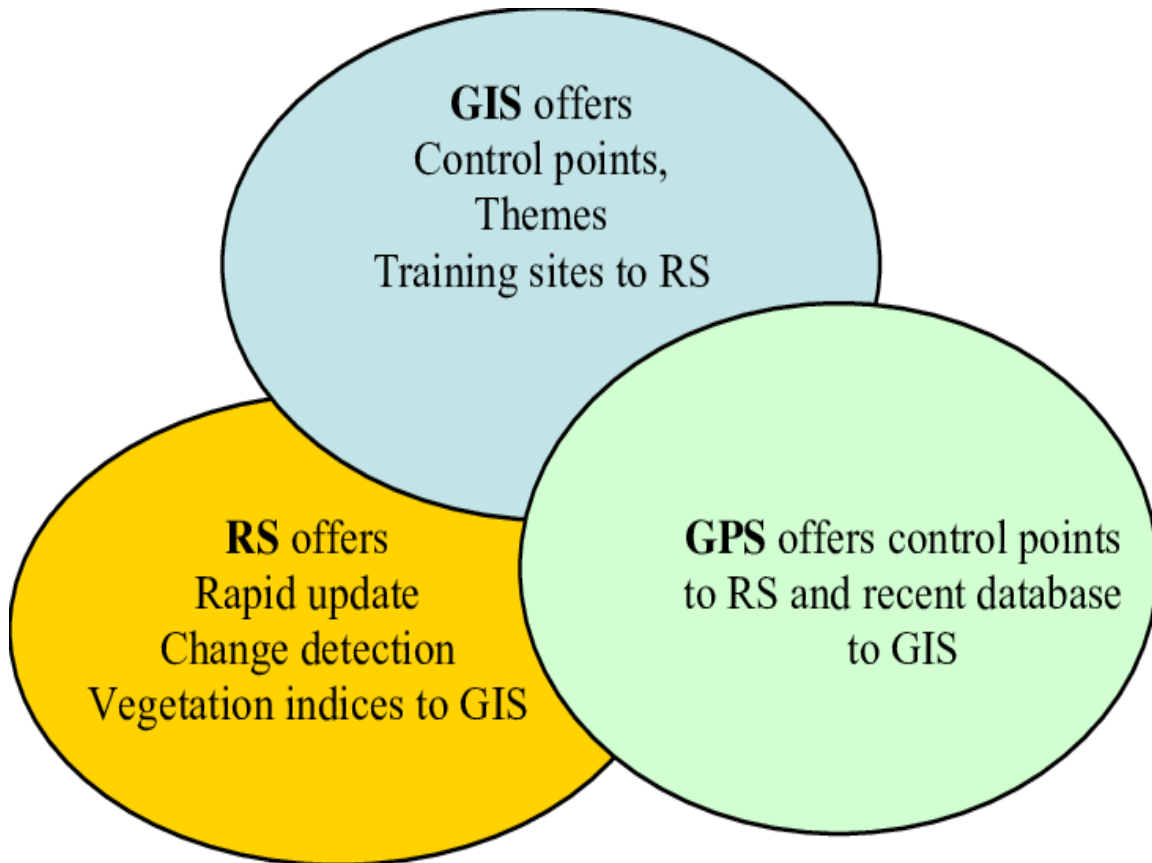 GIS offers
Control points,
Themes
Training sites to RS
RS offers
Rapid update
Change detection
Vegetation indices to GIS
GPS offers control points
to RS and recent database
to GIS